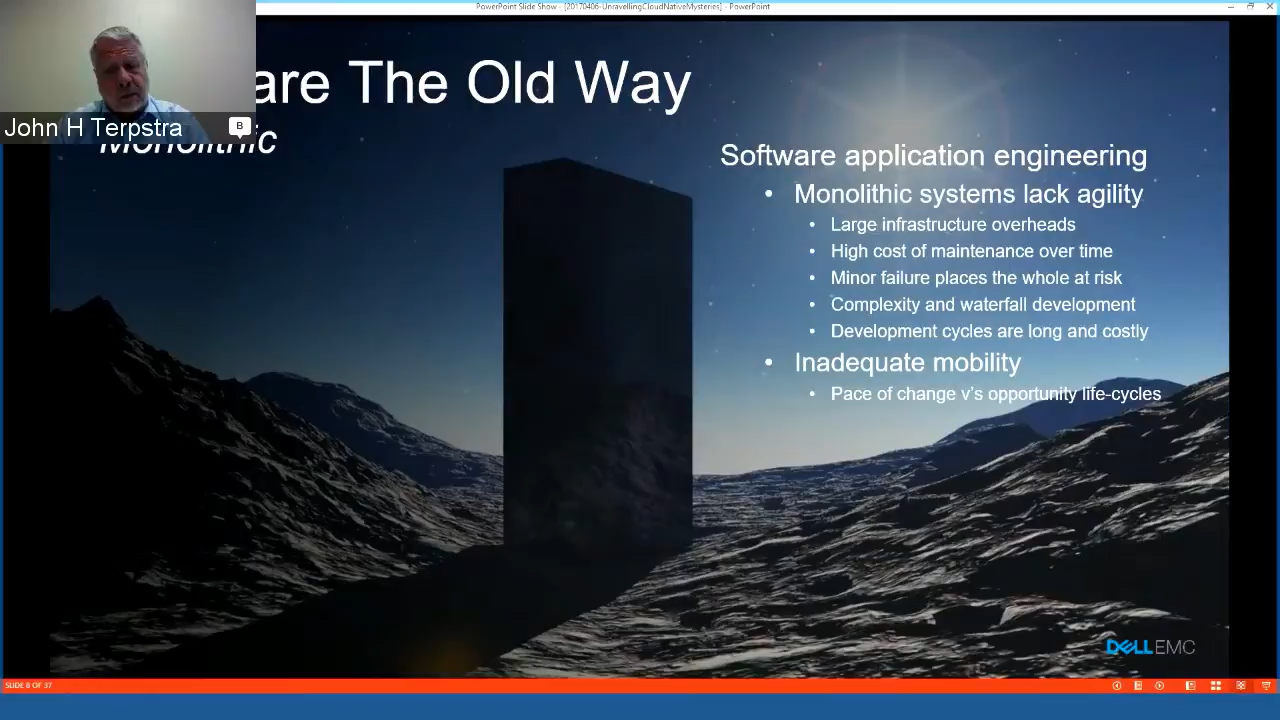 PowerPoint Slide Show - [20170406-UnravellingCloudNativeMysteries] - PowerPoint
are The Old Way
Monolithic
John H Terpstra
B
Software application engineering
• Monolithic systems lack agility
• Large infrastructure overheads
• High cost of maintenance over time
• Minor failure places the whole at risk
• Complexity and waterfall development
• Development cycles are long and costly
• Inadequate mobility
• Pace of change v's opportunity life-cycles
DELLEMC
SLIDE 8 OF 37